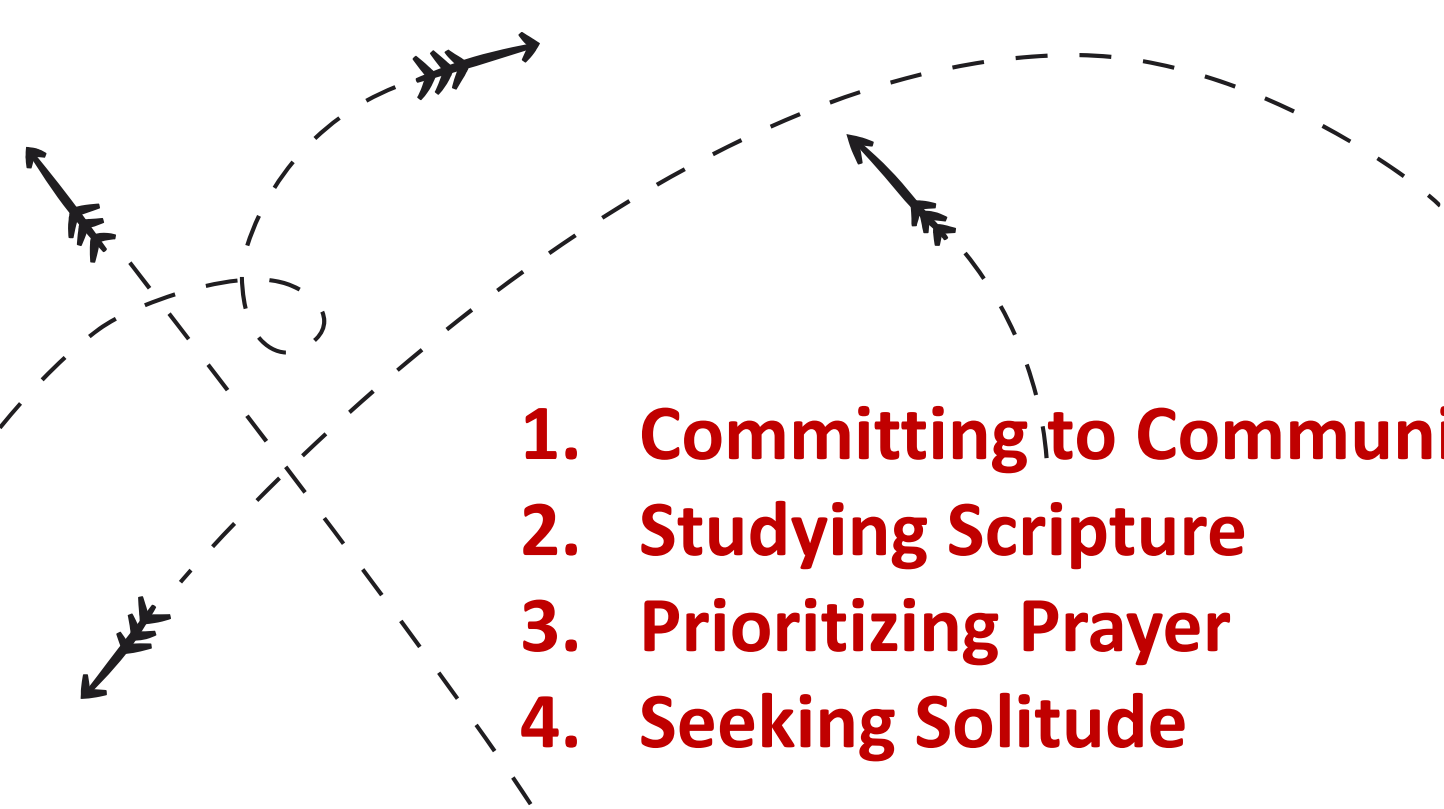 1. Committing to Communi
2. Studying Scripture
3. Prioritizing Prayer
4. Seeking Solitude